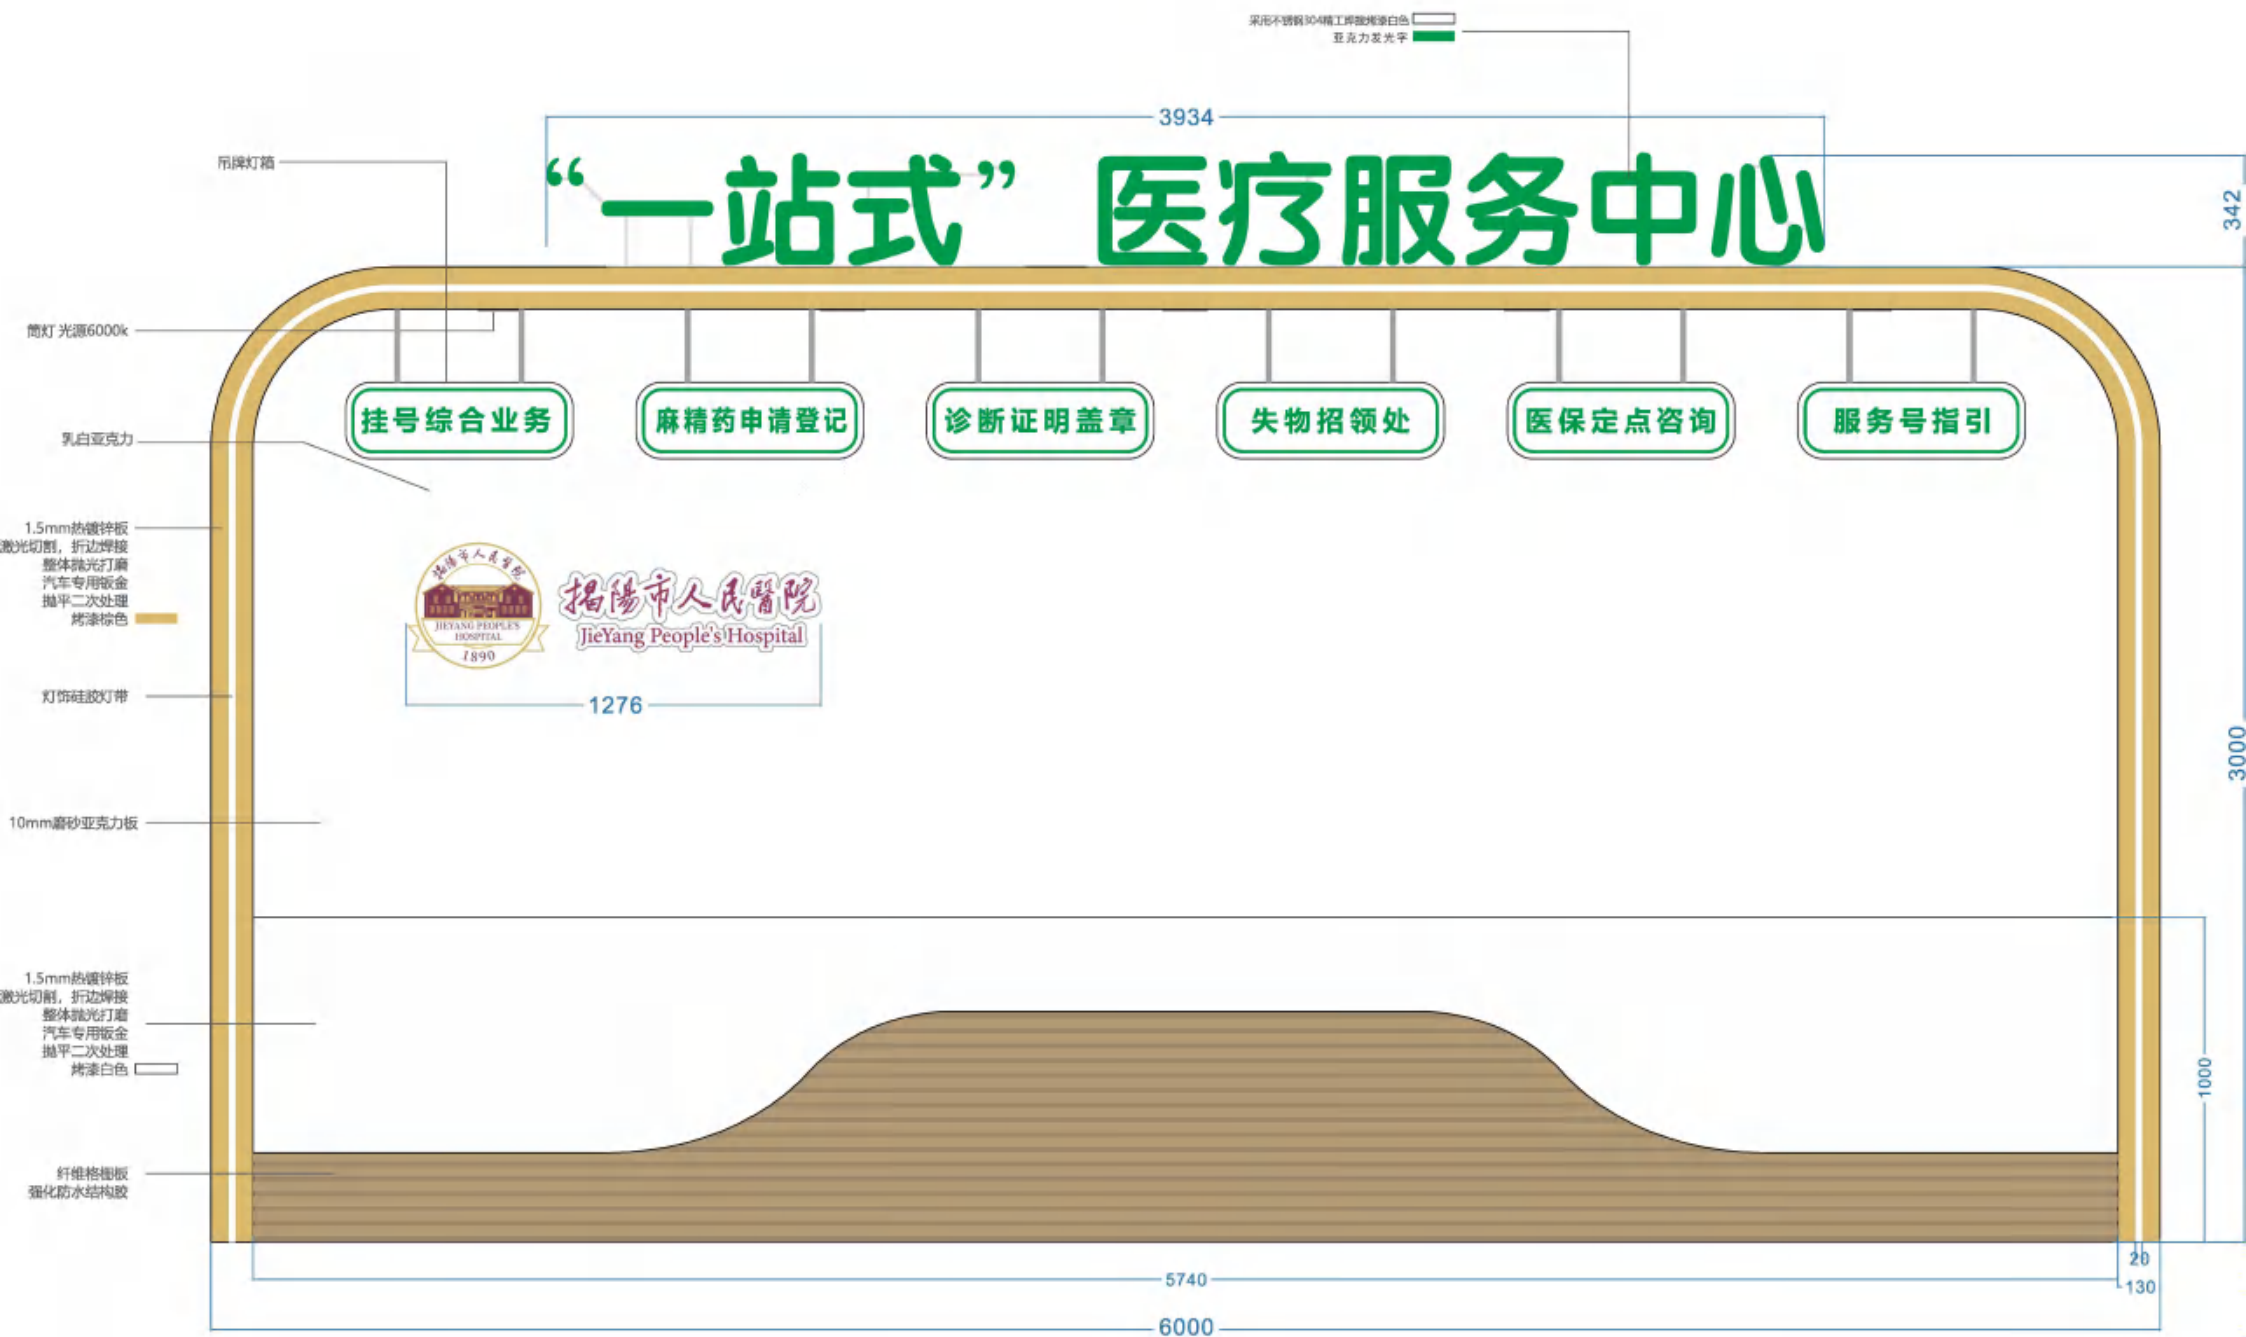 采用不锈钢304精工焊接烤漆白色
亚克力发光字
3934
吊牌灯箱
“一站式”医疗服务中心
342
筒灯 光源6000k
挂号综合业务
麻精药申请登记
诊断证明盖章
失物招领处
医保定点咨询
服务号指引
乳白亚克力
1.5mm热镀锌板
激光切割，折边焊接
整体抛光打磨
汽车专用钣金
抛平二次处理
烤漆棕色
揭陽市人民醫院
JIEYANG PEOPLE'S
HOSPITAL
1890
揭陽市人民醫院
JieYang People's Hospital
1276
灯饰硅胶灯带
3000
10mm磨砂亚克力板
1.5mm热镀锌板
激光切割，折边焊接
整体抛光打磨
汽车专用钣金
抛平二次处理
烤漆白色
1000
纤维格栅板
强化防水结构胶
20
5740
130
6000